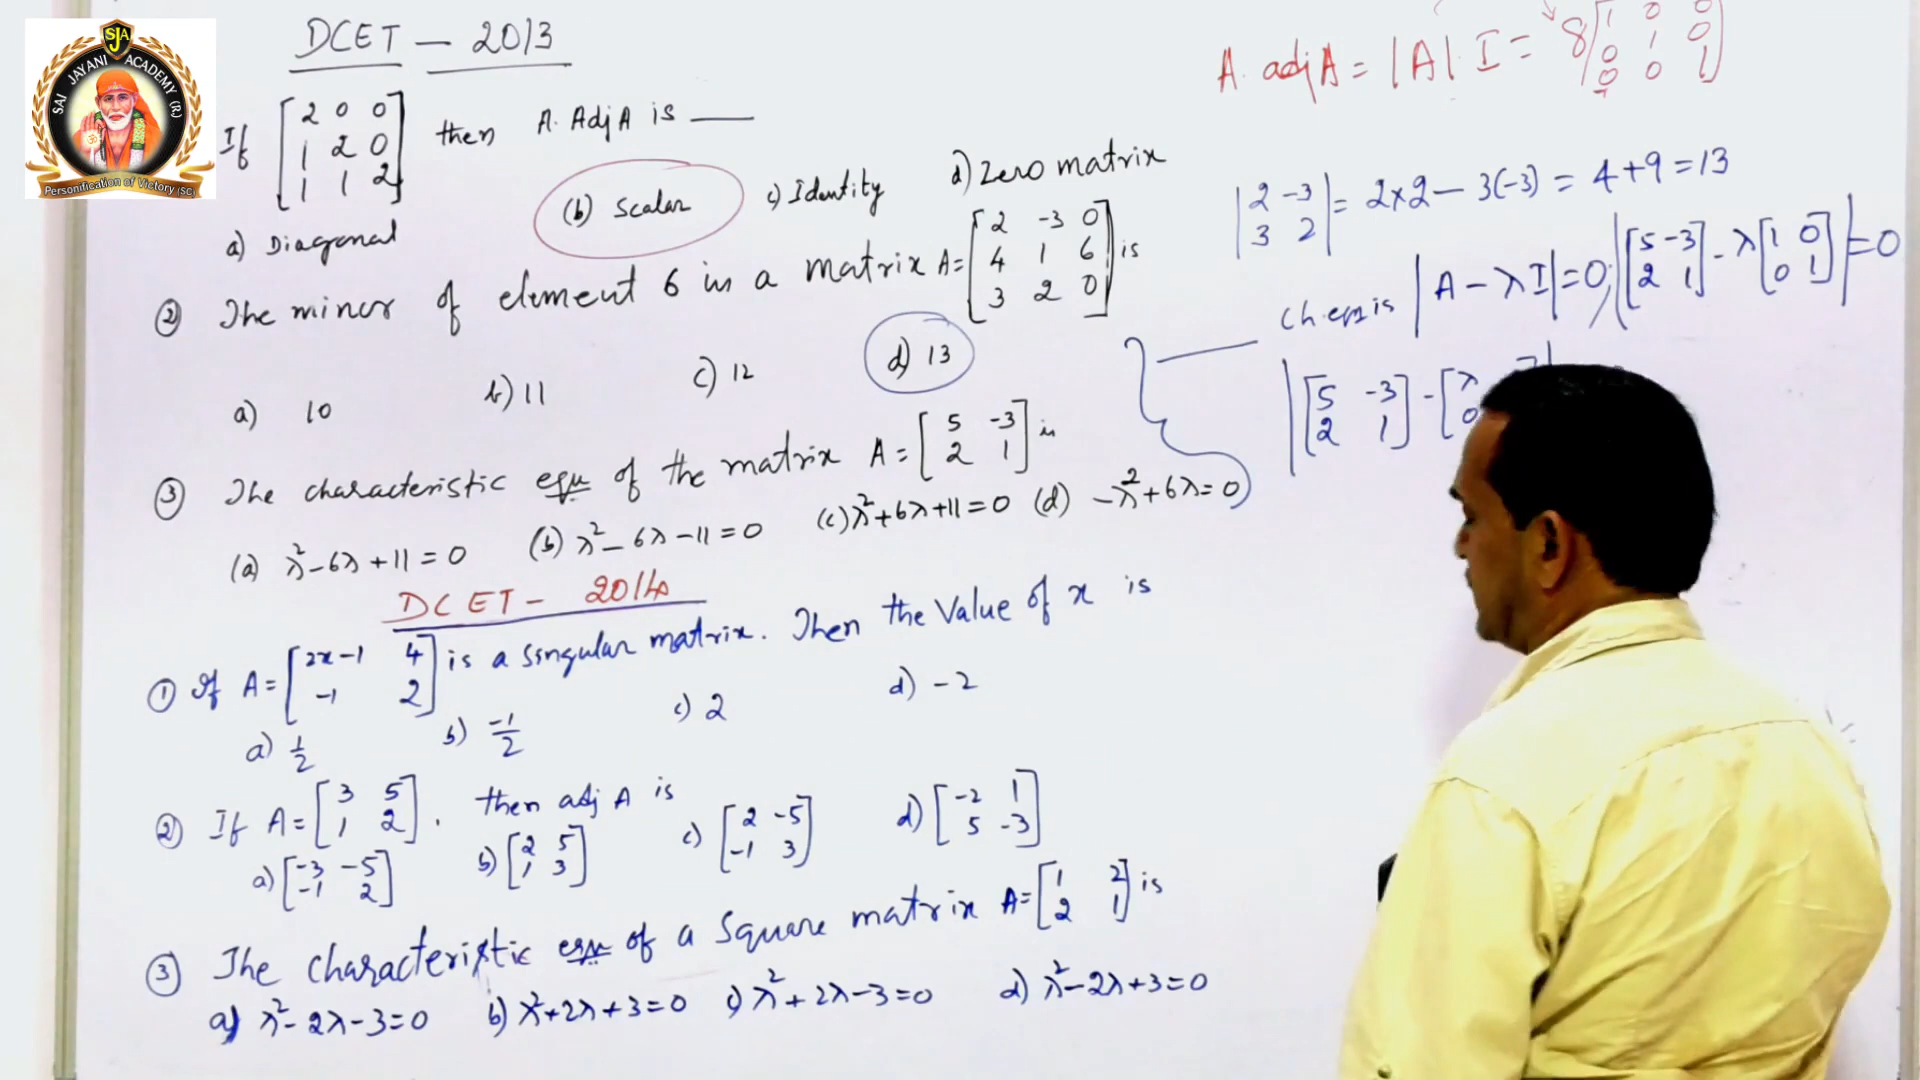 SAI JAYANI ACADEMY (R.)
SJA
Personification of Victory (SC)
DCET - 2013
If [2 0 0 then A. Adj A is ___
1 2 0
1 1 2]
a) Diagonal (b) Scalar c) Identity d) Zero matrix
② The minor of element 6 in a matrix A= [2 -3 0 is
4 1 6
3 2 0]
a) 10 b) 11 c) 12 d) 13
③ The characteristic equ of the matrix A = [5 -3 is
2 1]
(a) λ²-6λ+11=0 (b) λ²-6λ-11=0 (c) λ²+6λ+11=0 (d) -λ²+6λ=0
DCET - 2014
① If A= [2x-1 4 is a singular matrix. Then the Value of x is
-1 2]
a) 1/2 b) -1/2 c) 2 d) -2
② If A= [3 5 . then adj A is
1 2]
a) [-3 -5 b) [2 5 c) [2 -5 d) [-2 1
-1 2] 1 3] -1 3] 5 -3]
③ The characteristic equ of a Square matrix A= [1 2 is
2 1]
a) λ²-2λ-3=0 b) λ²+2λ+3=0 c) λ²+2λ-3=0 d) λ²-2λ+3=0
A. adj A = |A| . I = 8 [1 0 0
0 1 0
0 0 1]
|2 -3 = 2×2 - 3(-3) = 4+9 = 13
3 2|
Ch. eqn is |A - λI| = 0, |[5 -3 - λ [1 0 = 0
2 1] 0 1]|
|[5 -3 - [λ
2 1] 0